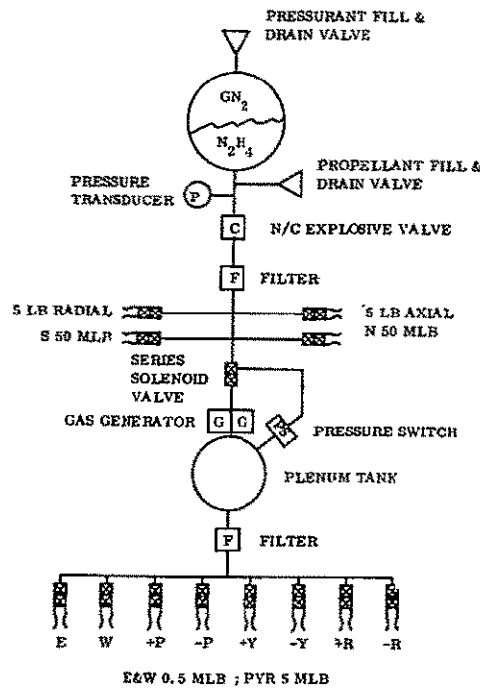 PRESSURANT FILL &
DRAIN VALVE
GN2
N2H4
PROPELLANT FILL
& DRAIN VALVE
PRESSURE
TRANSDUCER
P
C
N/C EXPLOSIVE VALVE
F
FILTER
5 LB RADIAL
5 LB AXIAL
S 50 MLB
N 50 MLB
SERIES
SOLENOID
VALVE
GAS GENERATOR
G G
PS
PRESSURE SWITCH
PLENUM TANK
F
FILTER
E W +P -P +Y -Y +R -R
E&W 0.5 MLB ; PYR 5 MLB